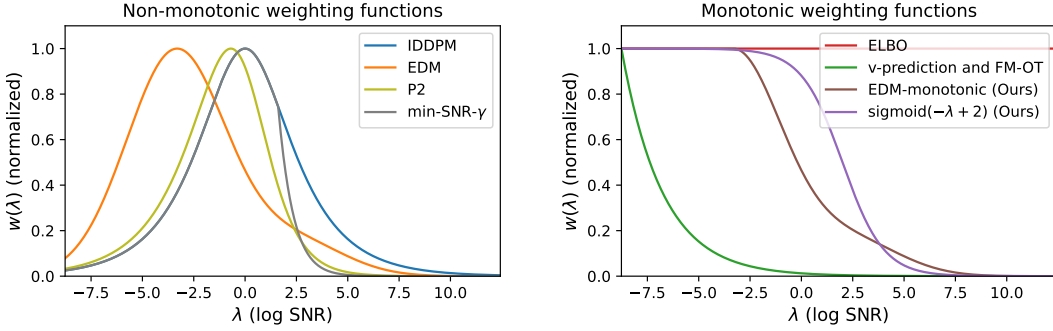 Non-monotonic weighting functions
w(λ) (normalized)
1.0
0.8
0.6
0.4
0.2
0.0
IDDPM
EDM
P2
min-SNR-γ
−7.5 −5.0 −2.5 0.0 2.5 5.0 7.5 10.0
λ (log SNR)
Monotonic weighting functions
w(λ) (normalized)
1.0
0.8
0.6
0.4
0.2
0.0
ELBO
v-prediction and FM-OT
EDM-monotonic (Ours)
sigmoid(−λ + 2) (Ours)
−7.5 −5.0 −2.5 0.0 2.5 5.0 7.5 10.0
λ (log SNR)